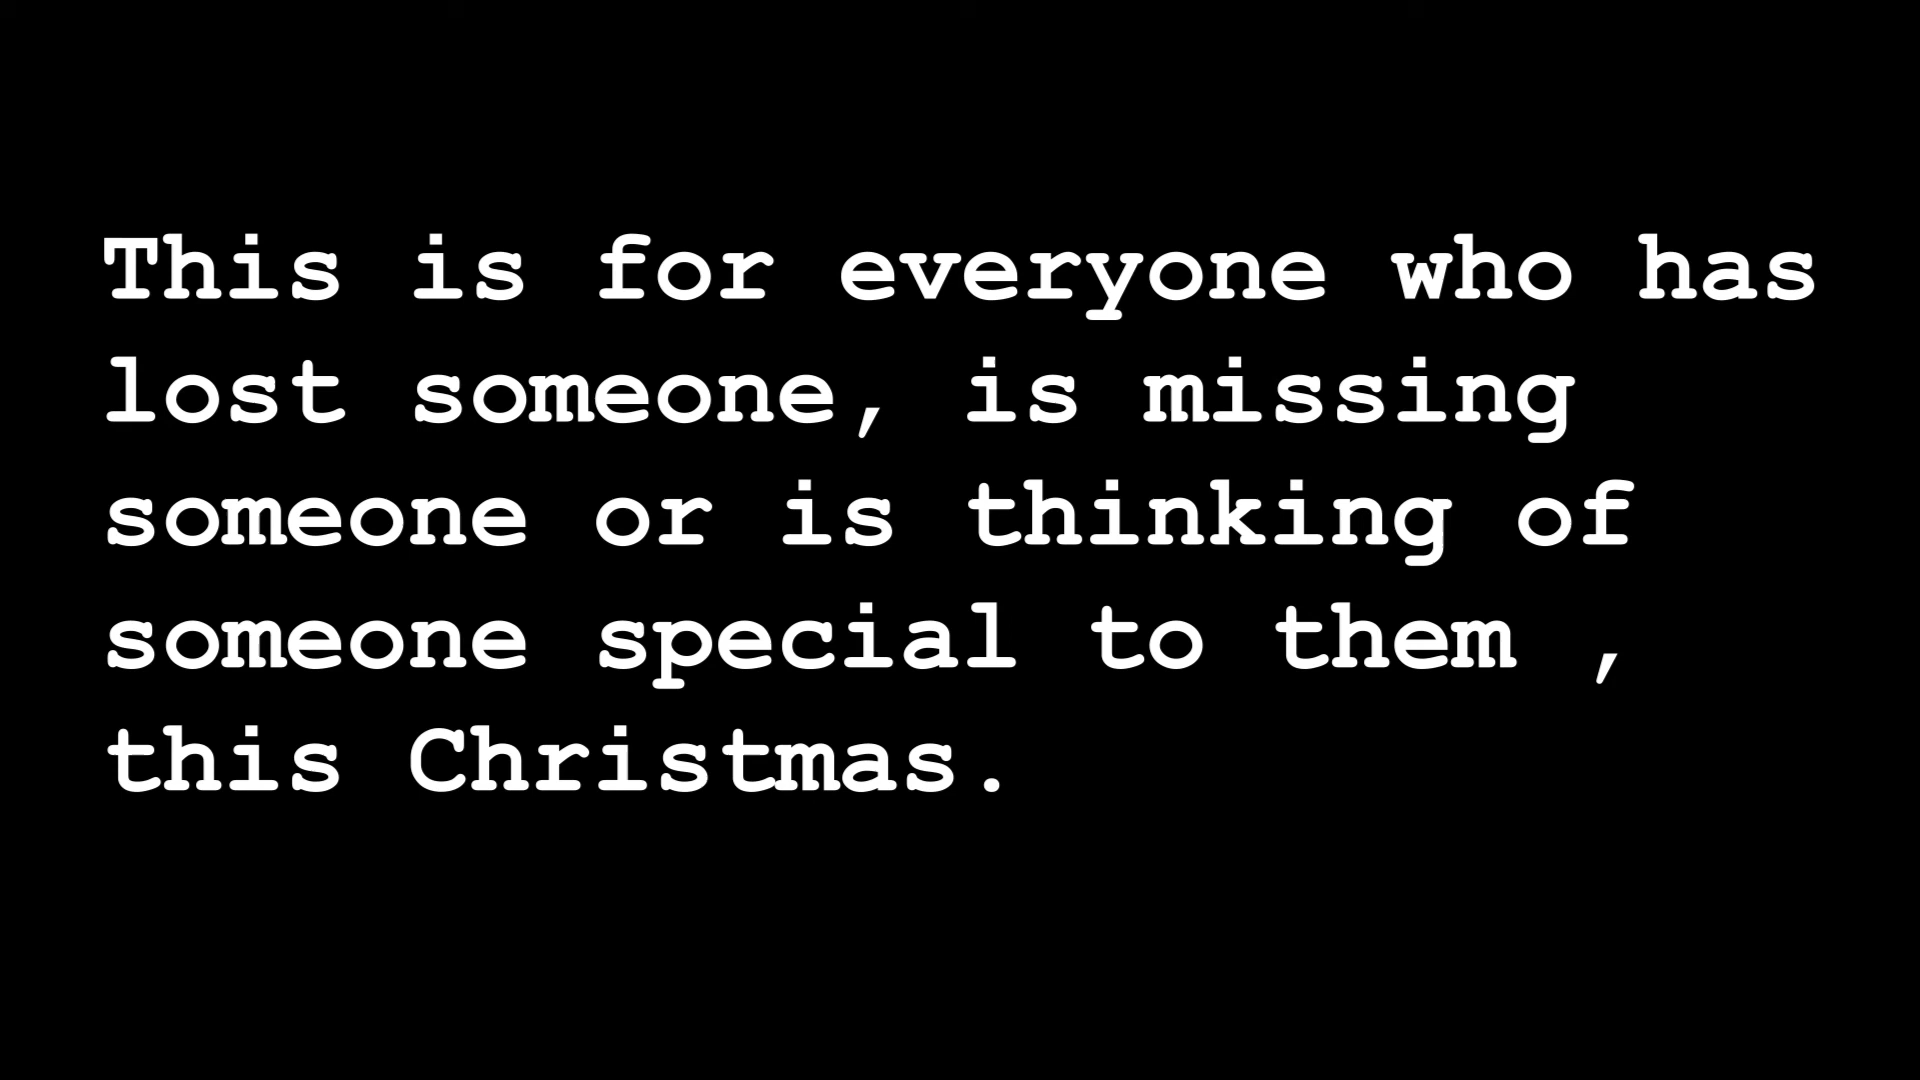 This is for everyone who has
lost someone, is missing
someone or is thinking of
someone special to them ,
this Christmas.